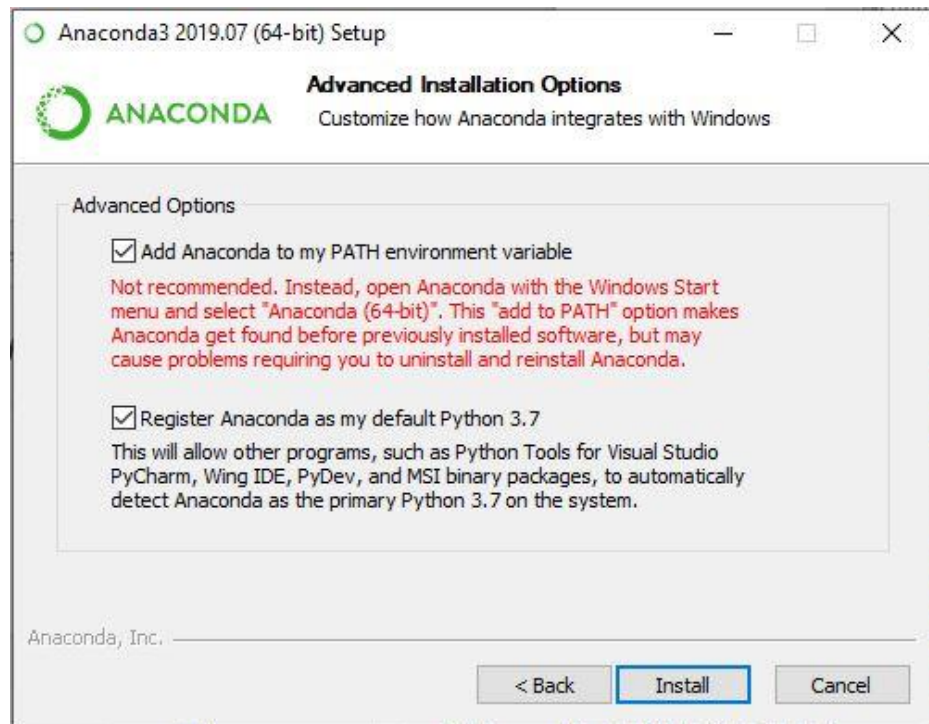 Anaconda3 2019.07 (64-bit) Setup
ANACONDA
Advanced Installation Options
Customize how Anaconda integrates with Windows
Advanced Options
Add Anaconda to my PATH environment variable
Not recommended. Instead, open Anaconda with the Windows Start
menu and select "Anaconda (64-bit)". This "add to PATH" option makes
Anaconda get found before previously installed software, but may
cause problems requiring you to uninstall and reinstall Anaconda.
Register Anaconda as my default Python 3.7
This will allow other programs, such as Python Tools for Visual Studio
PyCharm, Wing IDE, PyDev, and MSI binary packages, to automatically
detect Anaconda as the primary Python 3.7 on the system.
Anaconda, Inc.
< Back
Install
Cancel